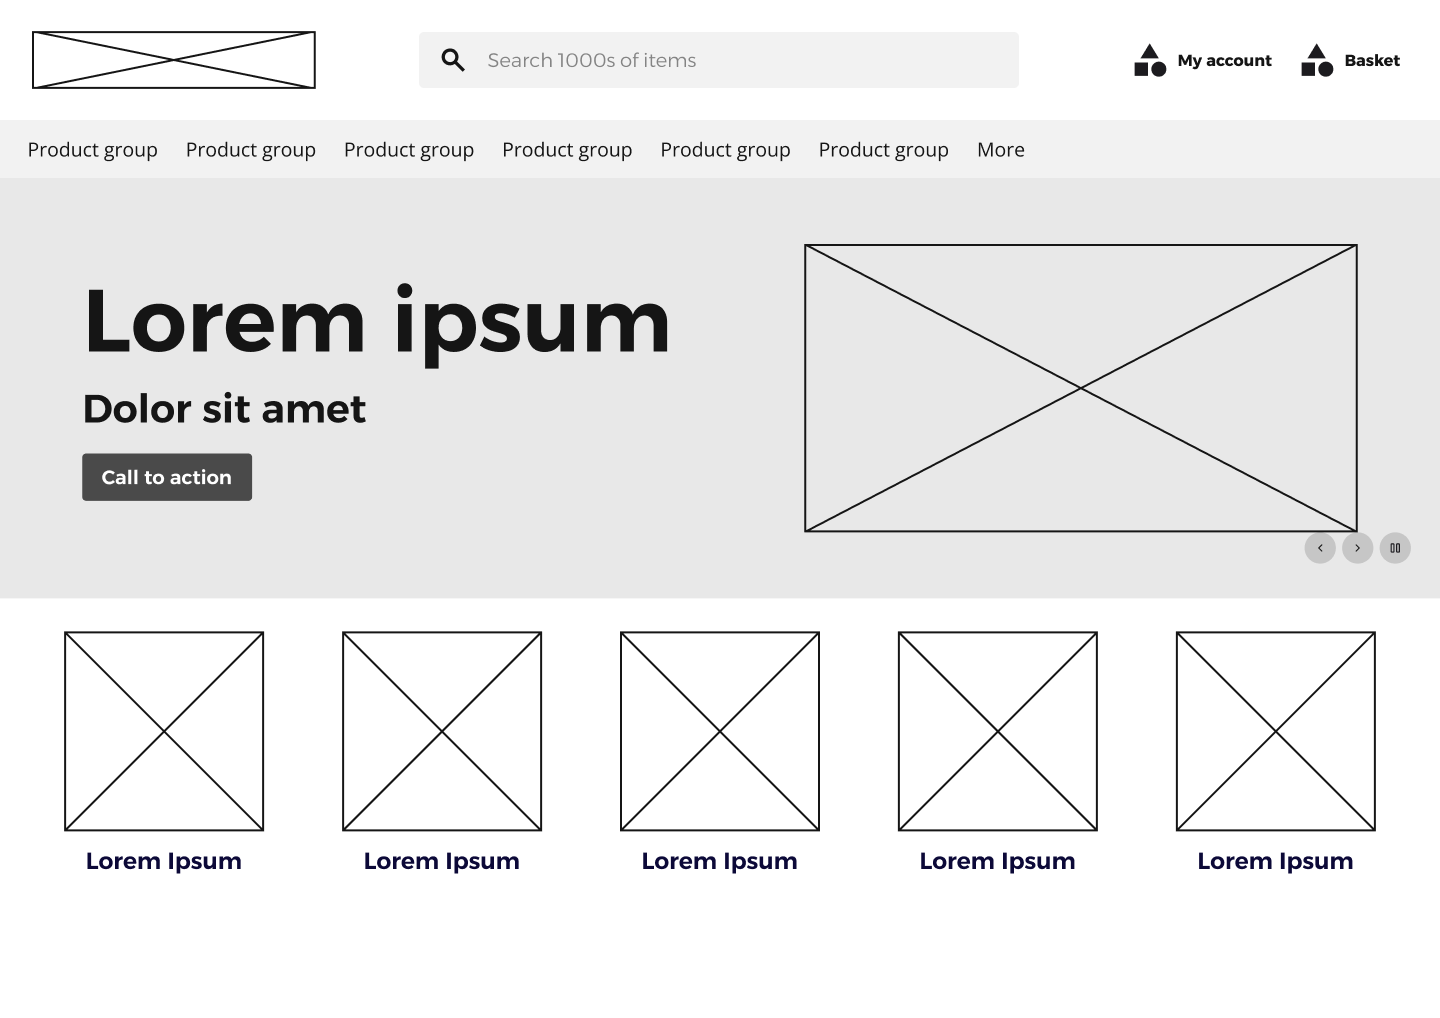 Search 1000s of items
My account
Basket
Product group Product group Product group Product group Product group Product group More
Lorem ipsum
Dolor sit amet
Call to action
Lorem Ipsum Lorem Ipsum Lorem Ipsum Lorem Ipsum Lorem Ipsum